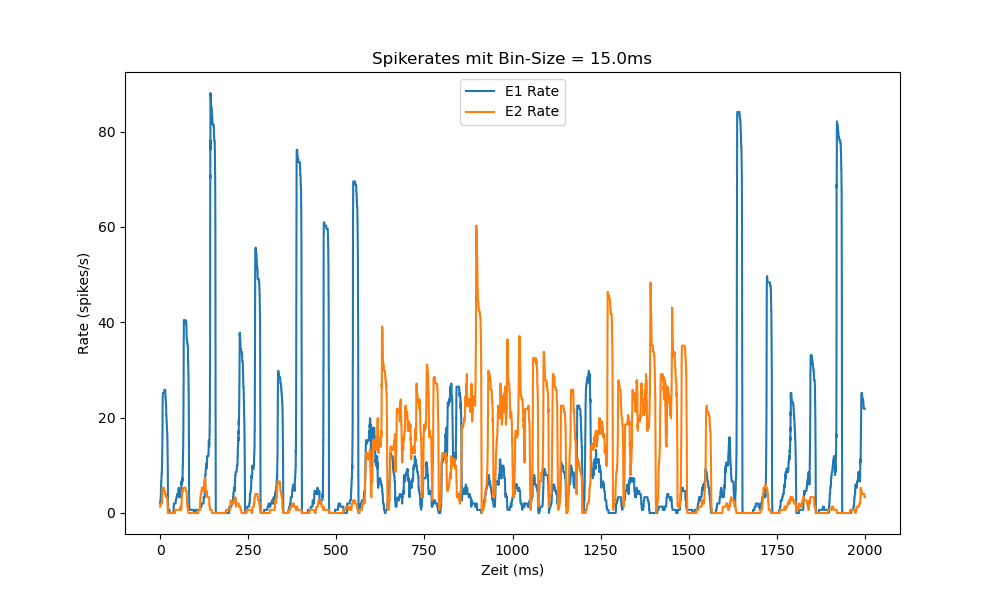 Spikerates mit Bin-Size = 15.0ms
E1 Rate
E2 Rate
Rate (spikes/s)
80
60
40
20
0
0 250 500 750 1000 1250 1500 1750 2000
Zeit (ms)